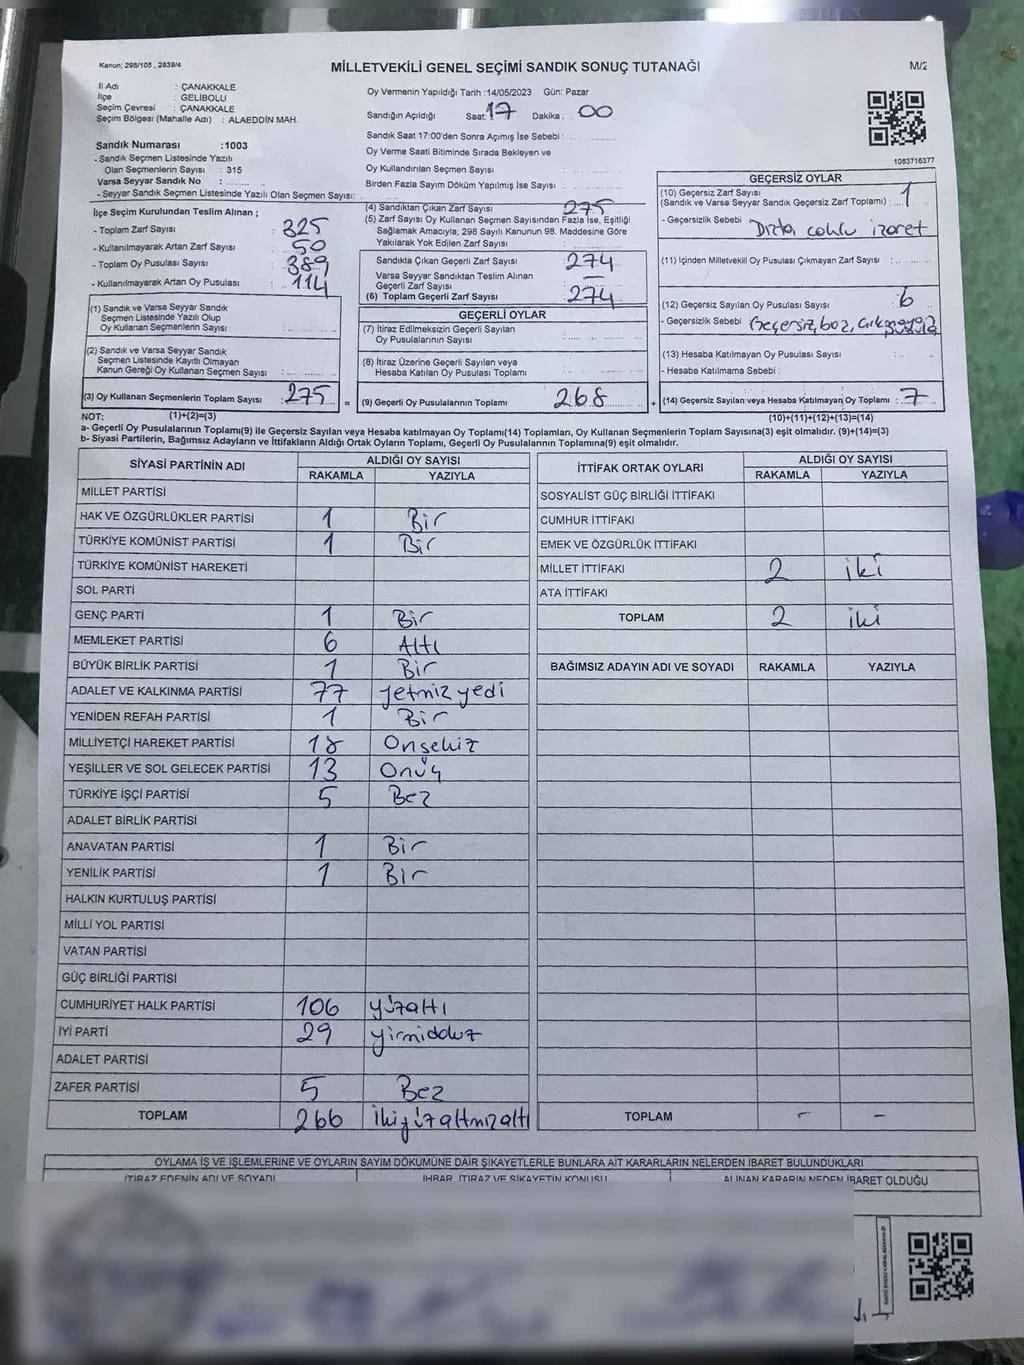 Kanun; 298/105 , 2839/4
MİLLETVEKİLİ GENEL SEÇİMİ SANDIK SONUÇ TUTANAĞI
M/2
İl Adı : ÇANAKKALE
İlçe : GELİBOLU
Seçim Çevresi : ÇANAKKALE
Seçim Bölgesi (Mahalle Adı) : ALAEDDİN MAH.
Oy Vermenin Yapıldığı Tarih :14/05/2023 Gün: Pazar
Sandığın Açıldığı Saat: 17 Dakika : 00
Sandık Saat 17:00'den Sonra Açmış İse Sebebi :
Oy Verme Saati Bitiminde Sırada Bekleyen ve
Oy Kullandırılan Seçmen Sayısı :
Birden Fazla Sayım Döküm Yapılmış İse Sayısı :
1083716377
Sandık Numarası :1003
- Sandık Seçmen Listesinde Yazılı
Olan Seçmenlerin Sayısı : 315
Varsa Seyyar Sandık No :
- Seyyar Sandık Seçmen Listesinde Yazılı Olan Seçmen Sayısı:
İlçe Seçim Kurulundan Teslim Alınan ;
- Toplam Zarf Sayısı : 325
- Kullanılmayarak Artan Zarf Sayısı : 50
- Toplam Oy Pusulası Sayısı : 389
- Kullanılmayarak Artan Oy Pusulası : 114
(1) Sandık ve Varsa Seyyar Sandık
Seçmen Listesinde Yazılı Olup
Oy Kullanan Seçmenlerin Sayısı :
(2) Sandık ve Varsa Seyyar Sandık
Seçmen Listesinde Kayıtlı Olmayan
Kanun Gereği Oy Kullanan Seçmen Sayısı :
(3) Oy Kullanan Seçmenlerin Toplam Sayısı : 275
(4) Sandıktan Çıkan Zarf Sayısı : 275
(5) Zarf Sayısı Oy Kullanan Seçmen Sayısından Fazla İse, Eşitliği
Sağlamak Amacıyla; 298 Sayılı Kanunun 98. Maddesine Göre
Yakılarak Yok Edilen Zarf Sayısı :
Sandıkta Çıkan Geçerli Zarf Sayısı : 274
Varsa Seyyar Sandıktan Teslim Alınan
Geçerli Zarf Sayısı : —
(6) Toplam Geçerli Zarf Sayısı : 274
GEÇERLİ OYLAR
(7) İtiraz Edilmeksizin Geçerli Sayılan
Oy Pusulalarının Sayısı :
(8) İtiraz Üzerine Geçerli Sayılan veya
Hesaba Katılan Oy Pusulası Toplamı :
= (9) Geçerli Oy Pusulalarının Toplamı : 268
GEÇERSİZ OYLAR
(10) Geçersiz Zarf Sayısı
(Sandık ve Varsa Seyyar Sandık Geçersiz Zarf Toplamı) : 1
- Geçersizlik Sebebi :
(11) İçinden Milletvekil Oy Pusulası Çıkmayan Zarf Sayısı :
(12) Geçersiz Sayılan Oy Pusulası Sayısı : 6
- Geçersizlik Sebebi : Geçersiz, boz,
(13) Hesaba Katılmayan Oy Pusulası Sayısı :
- Hesaba Katılmama Sebebi :
+ (14) Geçersiz Sayılan veya Hesaba Katılmayan Oy Toplamı : 7
NOT: (1)+(2)=(3)
(10)+(11)+(12)+(13)=(14)
a- Geçerli Oy Pusulalarının Toplamı(9) ile Geçersiz Sayılan veya Hesaba katılmayan Oy Toplamı(14) Toplamları, Oy Kullanan Seçmenlerin Toplam Sayısına(3) eşit olmalıdır. (9)+(14)=(3)
b- Siyasi Partilerin, Bağımsız Adayların ve İttifakların Aldığı Ortak Oyların Toplamı, Geçerli Oy Pusulalarının Toplamına(9) eşit olmalıdır.
SİYASİ PARTİNİN ADI ALDIĞI OY SAYISI
RAKAMLA YAZIYLA
MİLLET PARTİSİ
HAK VE ÖZGÜRLÜKLER PARTİSİ 1 Bir
TÜRKİYE KOMÜNİST PARTİSİ 1 Bir
TÜRKİYE KOMÜNİST HAREKETİ
SOL PARTİ
GENÇ PARTİ 1 Bir
MEMLEKET PARTİSİ 6 Altı
BÜYÜK BİRLİK PARTİSİ 1 Bir
ADALET VE KALKINMA PARTİSİ 77 yetmiz yedi
YENİDEN REFAH PARTİSİ 1 Bir
MİLLİYETÇİ HAREKET PARTİSİ 18 Onsekiz
YEŞİLLER VE SOL GELECEK PARTİSİ 13 Onüç
TÜRKİYE İŞÇİ PARTİSİ 5 Bez
ADALET BİRLİK PARTİSİ
ANAVATAN PARTİSİ 1 Bir
YENİLİK PARTİSİ 1 Bir
HALKIN KURTULUŞ PARTİSİ
MİLLİ YOL PARTİSİ
VATAN PARTİSİ
GÜÇ BİRLİĞİ PARTİSİ
CUMHURİYET HALK PARTİSİ 106 yüzaltı
İYİ PARTİ 29 yirmidokuz
ADALET PARTİSİ
ZAFER PARTİSİ 5 Bez
TOPLAM 266 ikiyüzaltmızaltı
İTTİFAK ORTAK OYLARI ALDIĞI OY SAYISI
RAKAMLA YAZIYLA
SOSYALİST GÜÇ BİRLİĞİ İTTİFAKI
CUMHUR İTTİFAKI
EMEK VE ÖZGÜRLÜK İTTİFAKI
MİLLET İTTİFAKI 2 iki
ATA İTTİFAKI
TOPLAM 2 iki
BAĞIMSIZ ADAYIN ADI VE SOYADI RAKAMLA YAZIYLA
TOPLAM - -
OYLAMA İŞ VE İŞLEMLERİNE VE OYLARIN SAYIM DÖKÜMÜNE DAİR ŞİKAYETLERLE BUNLARA AİT KARARLARIN NELERDEN İBARET BULUNDUKLARI
İTİRAZ EDENİN ADI VE SOYADI İHBAR, İTİRAZ VE ŞİKAYETİN KONUSU ALINAN KARARIN NEDEN İBARET OLDUĞU